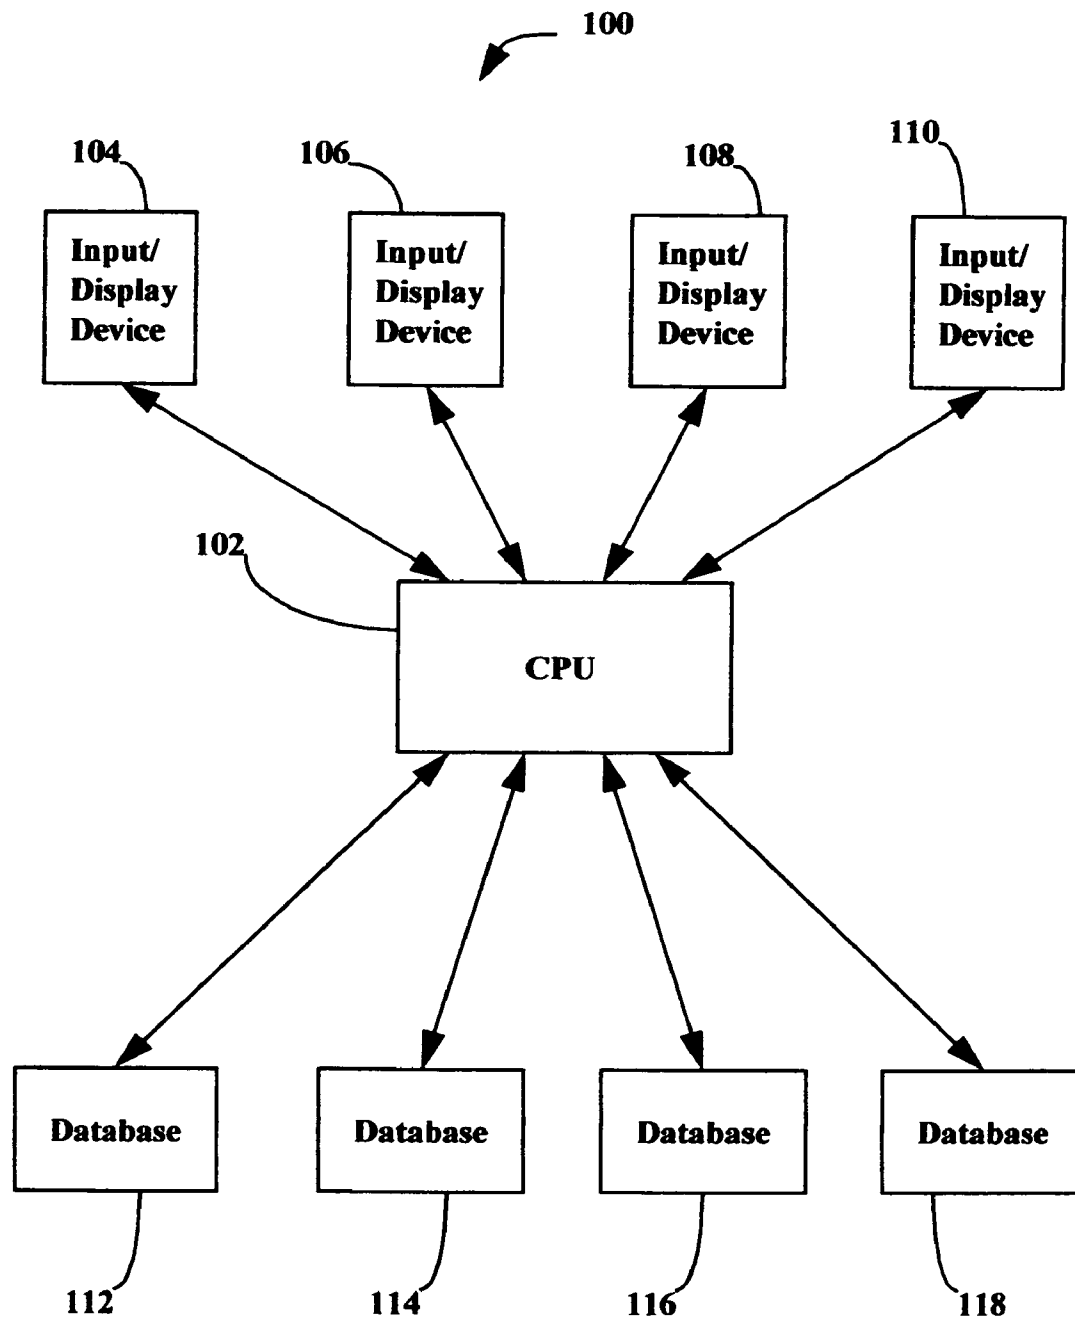 100
104
106
108
110
Input/
Display
Device
Input/
Display
Device
Input/
Display
Device
Input/
Display
Device
102
CPU
Database
Database
Database
Database
112
114
116
118